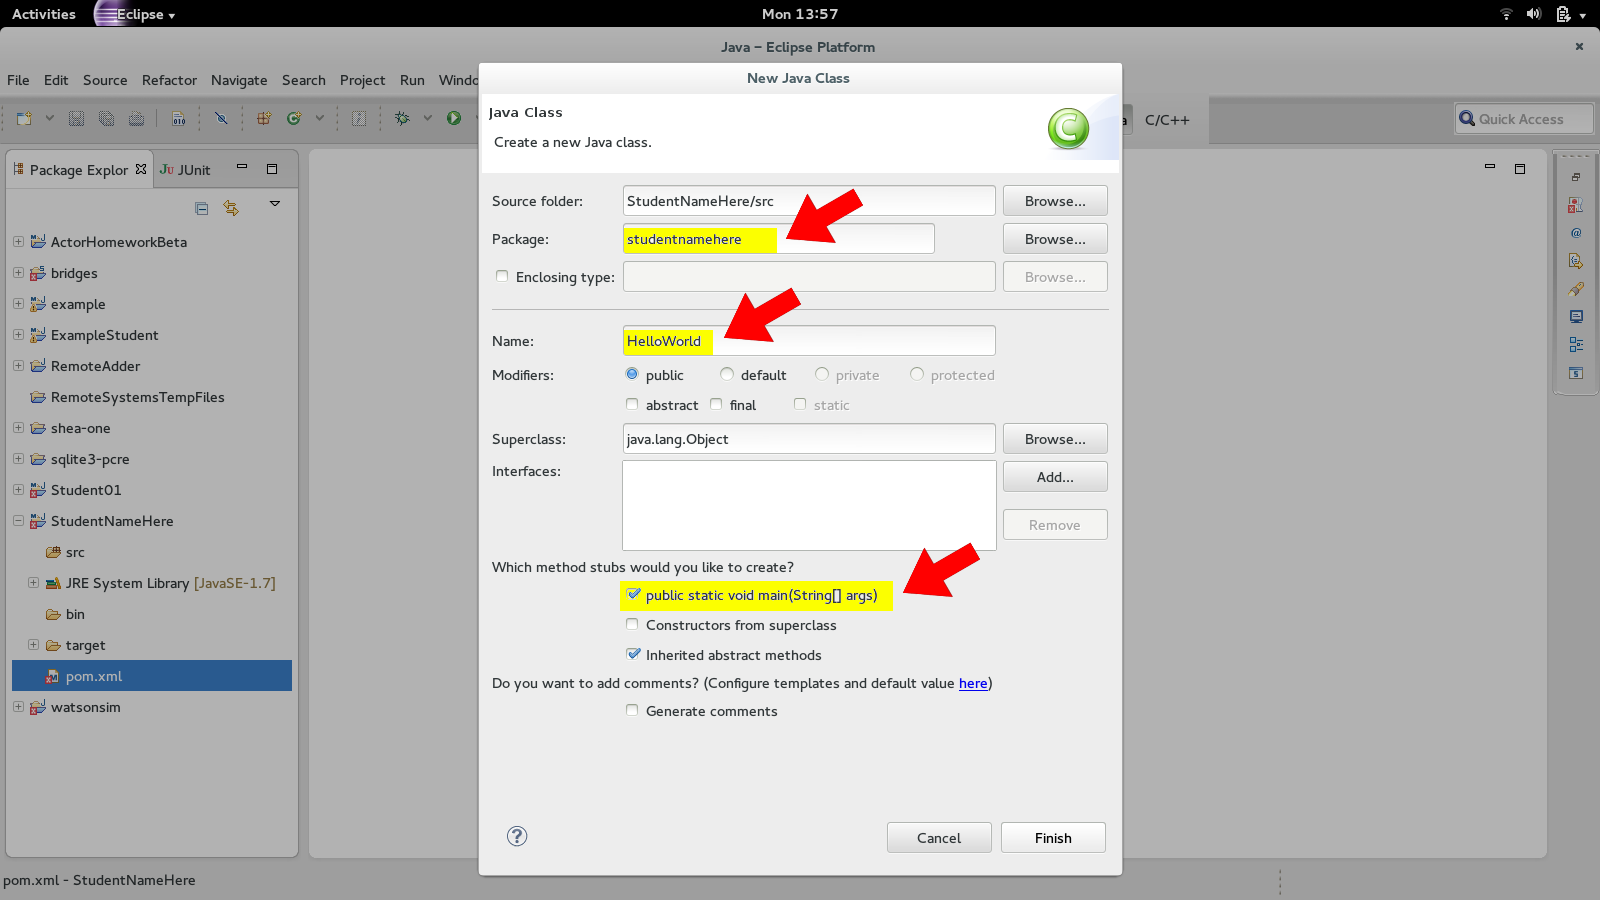 Activities Eclipse Mon 13:57
Java – Eclipse Platform
File Edit Source Refactor Navigate Search Project Run
New Java Class
Java Class
Create a new Java class.
C/C++ Quick Access
Package Explor JUnit
Source folder: StudentNameHere/src Browse...
Package: studentnamehere Browse...
Enclosing type: Browse...
Name: HelloWorld
Modifiers: public default private protected
abstract final static
Superclass: java.lang.Object Browse...
Interfaces: Add...
Remove
Which method stubs would you like to create?
public static void main(String[] args)
Constructors from superclass
Inherited abstract methods
Do you want to add comments? (Configure templates and default value here)
Generate comments
Cancel Finish
ActorHomeworkBeta
bridges
example
ExampleStudent
RemoteAdder
RemoteSystemsTempFiles
shea-one
sqlite3-pcre
Student01
StudentNameHere
src
JRE System Library [JavaSE-1.7]
bin
target
pom.xml
watsonsim
pom.xml - StudentNameHere